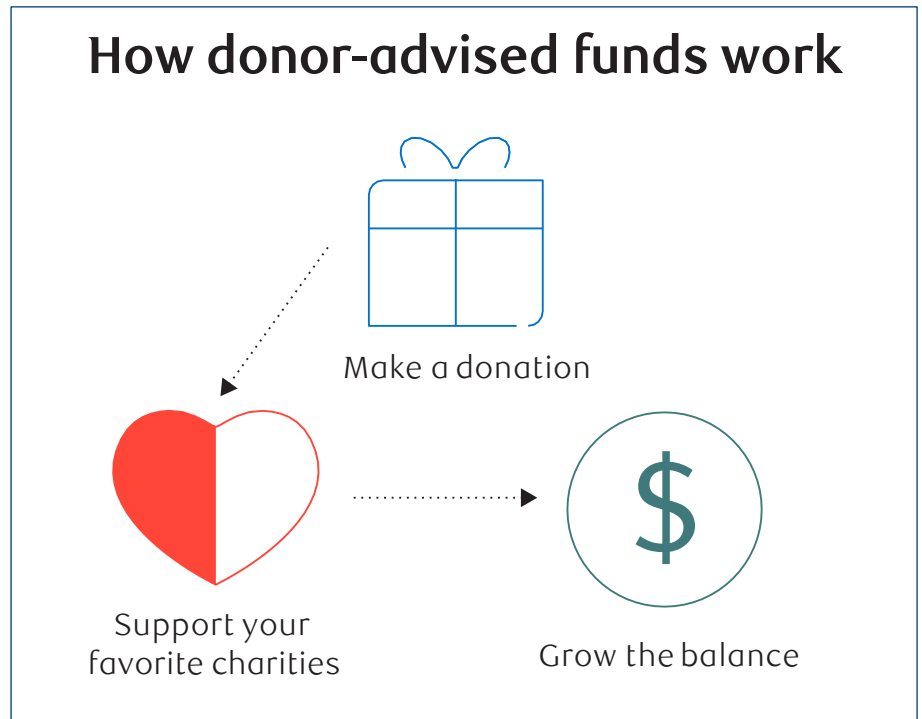 How donor-advised funds work
Make a donation
$
Support your
favorite charities
Grow the balance